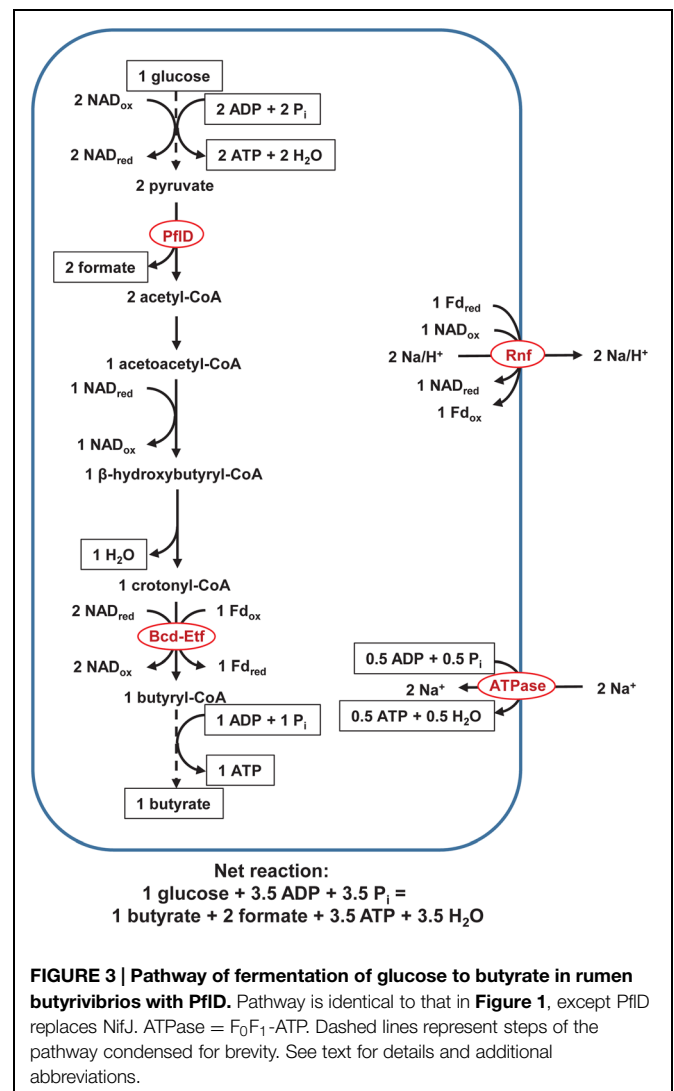 1 glucose
2 NADox
2 ADP + 2 Pi
2 NADred
2 ATP + 2 H2O
2 pyruvate
PflD
2 formate
2 acetyl-CoA
1 acetoacetyl-CoA
1 NADred
1 NADox
1 β-hydroxybutyryl-CoA
1 H2O
1 crotonyl-CoA
2 NADred
1 Fdox
Bcd-Etf
2 NADox
1 Fdred
1 butyryl-CoA
1 ADP + 1 Pi
1 ATP
1 butyrate
1 Fdred
1 NADox
2 Na/H+
Rnf
2 Na/H+
1 NADred
1 Fdox
0.5 ADP + 0.5 Pi
2 Na+
ATPase
2 Na+
0.5 ATP + 0.5 H2O
Net reaction:
1 glucose + 3.5 ADP + 3.5 Pi =
1 butyrate + 2 formate + 3.5 ATP + 3.5 H2O
FIGURE 3 | Pathway of fermentation of glucose to butyrate in rumen
butyrivibrios with PflD. Pathway is identical to that in Figure 1, except PflD
replaces NifJ. ATPase = F0F1-ATP. Dashed lines represent steps of the
pathway condensed for brevity. See text for details and additional
abbreviations.